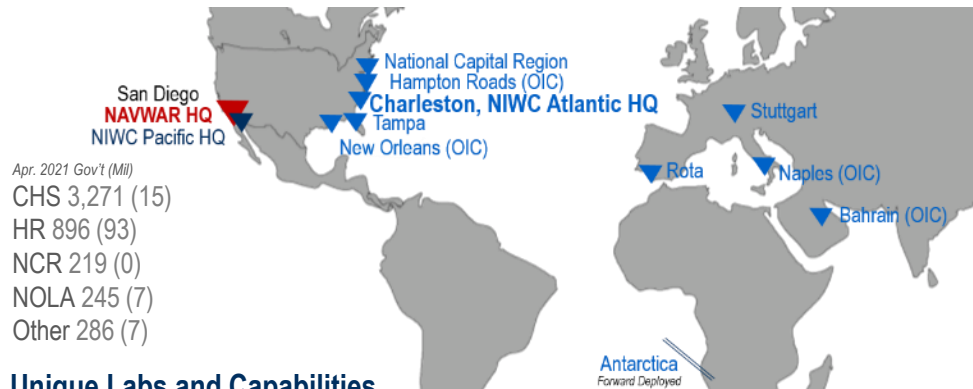 National Capital Region
Hampton Roads (OIC)
Charleston, NIWC Atlantic HQ
Tampa
New Orleans (OIC)
San Diego
NAVWAR HQ
NIWC Pacific HQ
Stuttgart
Rota
Naples (OIC)
Bahrain (OIC)
Antarctica
Forward Deployed
Apr. 2021 Gov't (Mil)
CHS 3,271 (15)
HR 896 (93)
NCR 219 (0)
NOLA 245 (7)
Other 286 (7)
Unique Labs and Capabilities